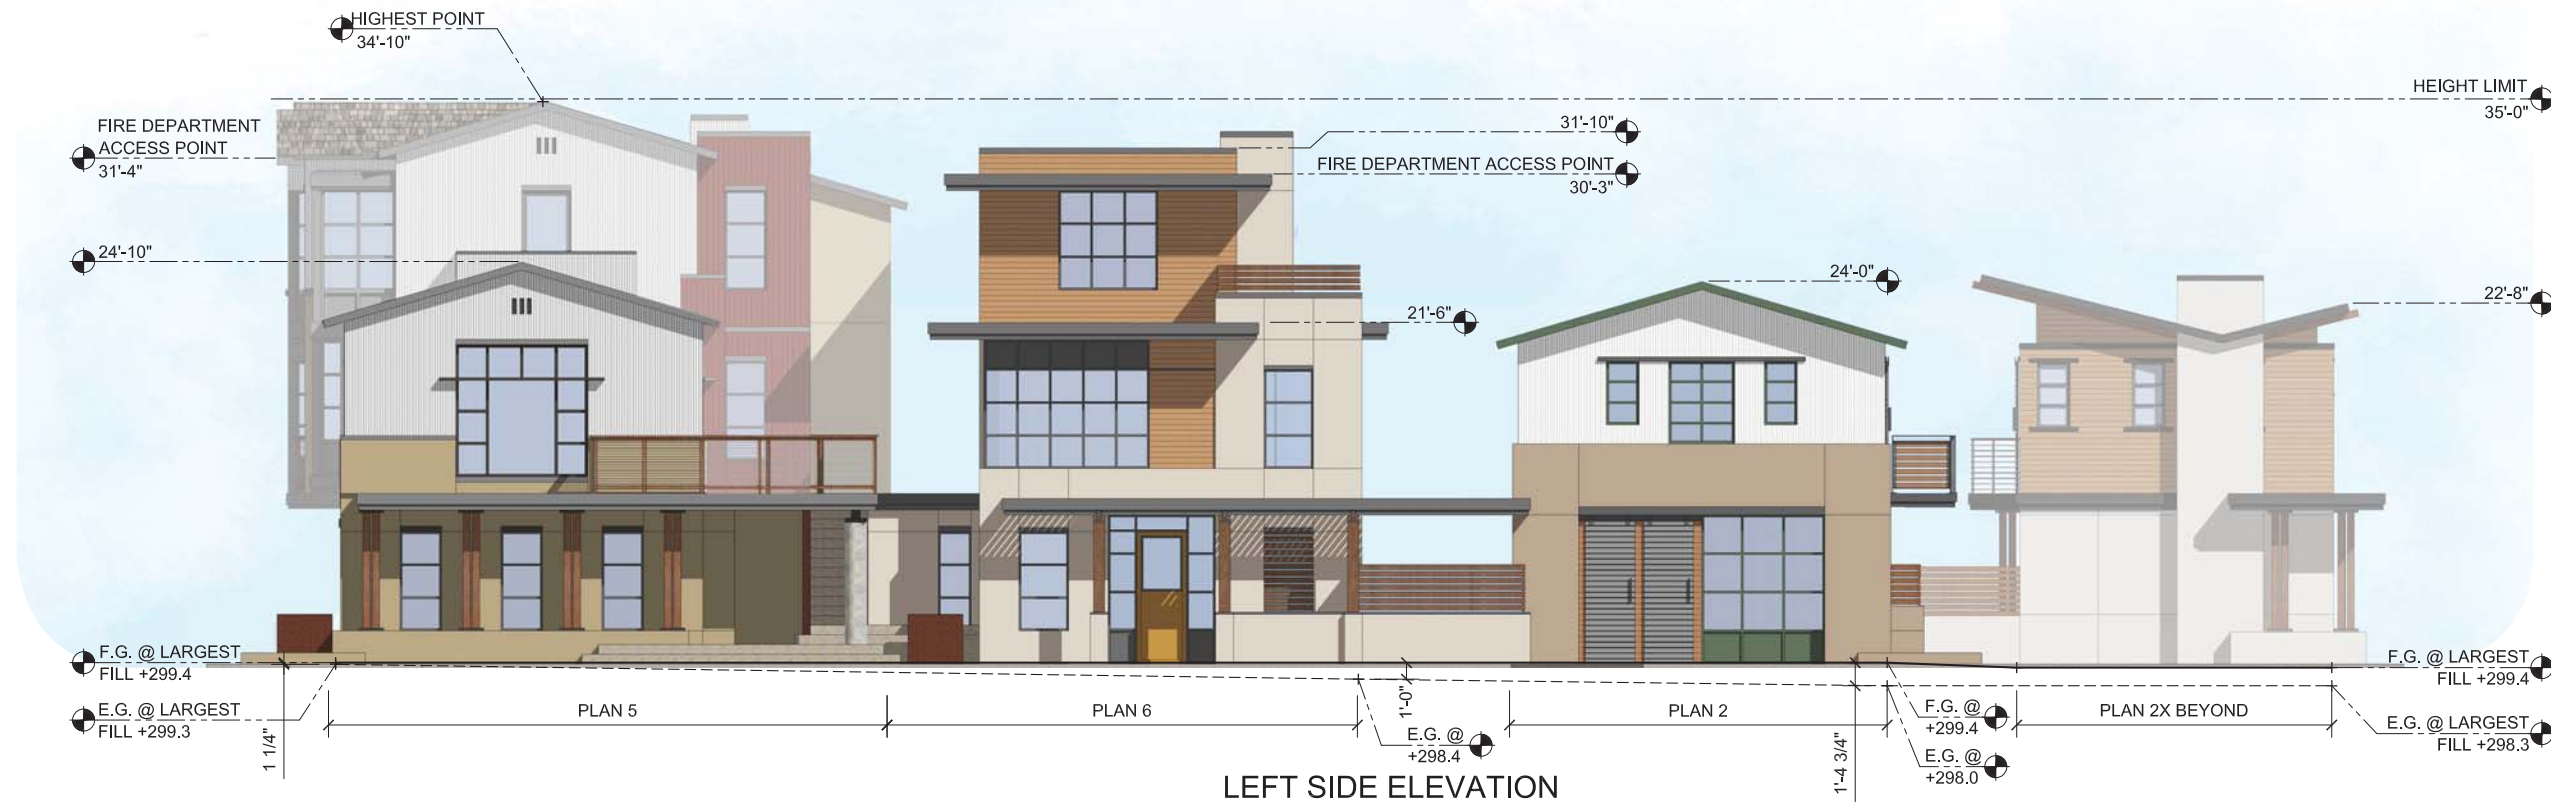 HIGHEST POINT
34'-10"
HEIGHT LIMIT
35'-0"
FIRE DEPARTMENT
ACCESS POINT
31'-4"
31'-10"
FIRE DEPARTMENT ACCESS POINT
30'-3"
24'-10"
24'-0"
22'-8"
21'-6"
F.G. @ LARGEST
FILL +299.4
E.G. @ LARGEST
FILL +299.3
1 1/4"
PLAN 5
PLAN 6
1'-0"
E.G. @
+298.4
PLAN 2
1'-4 3/4"
F.G. @
+299.4
E.G. @
+298.0
PLAN 2X BEYOND
F.G. @ LARGEST
FILL +299.4
E.G. @ LARGEST
FILL +298.3
LEFT SIDE ELEVATION